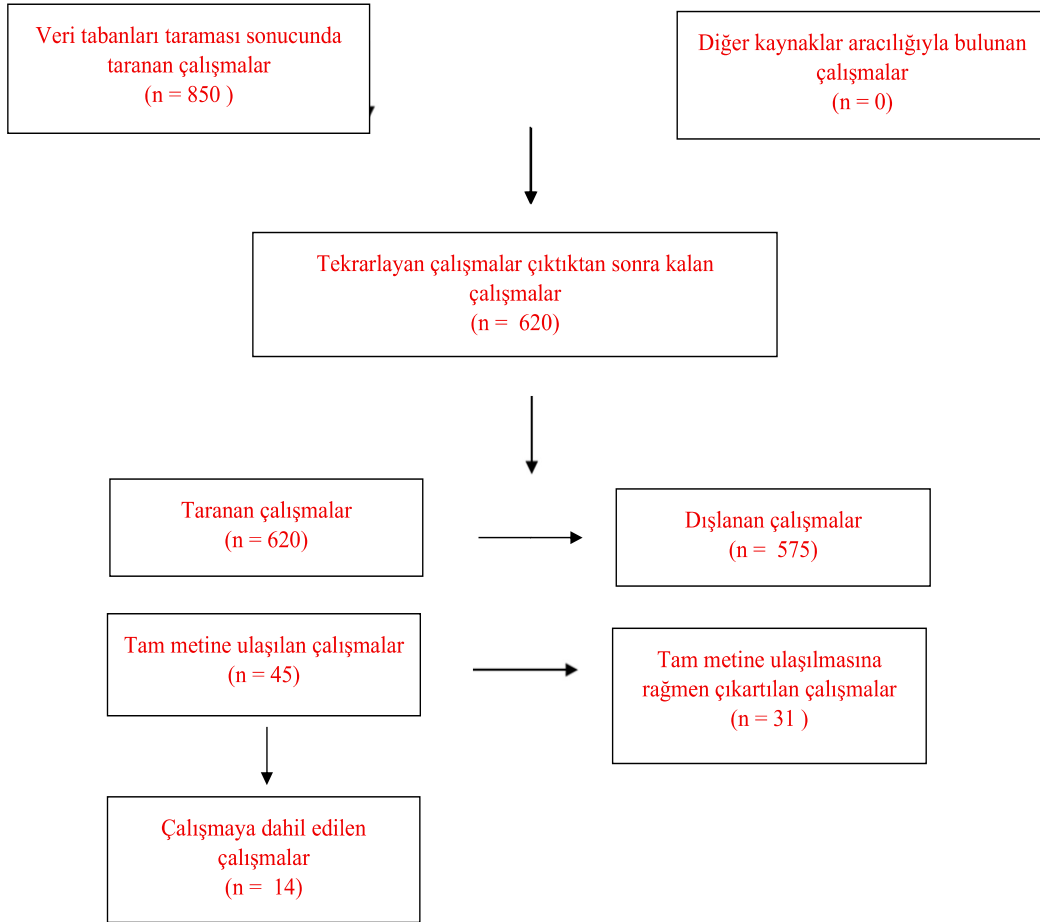 Veri tabanları taraması sonucunda
taranan çalışmalar
(n = 850 )
Diğer kaynaklar aracılığıyla bulunan
çalışmalar
(n = 0)
Tekrarlayan çalışmalar çıktıktan sonra kalan
çalışmalar
(n =  620)
Taranan çalışmalar
(n = 620)
Dışlanan çalışmalar
(n =  575)
Tam metine ulaşılan çalışmalar
(n = 45)
Tam metine ulaşılmasına
rağmen çıkartılan çalışmalar
(n = 31 )
Çalışmaya dahil edilen
çalışmalar
(n =  14)